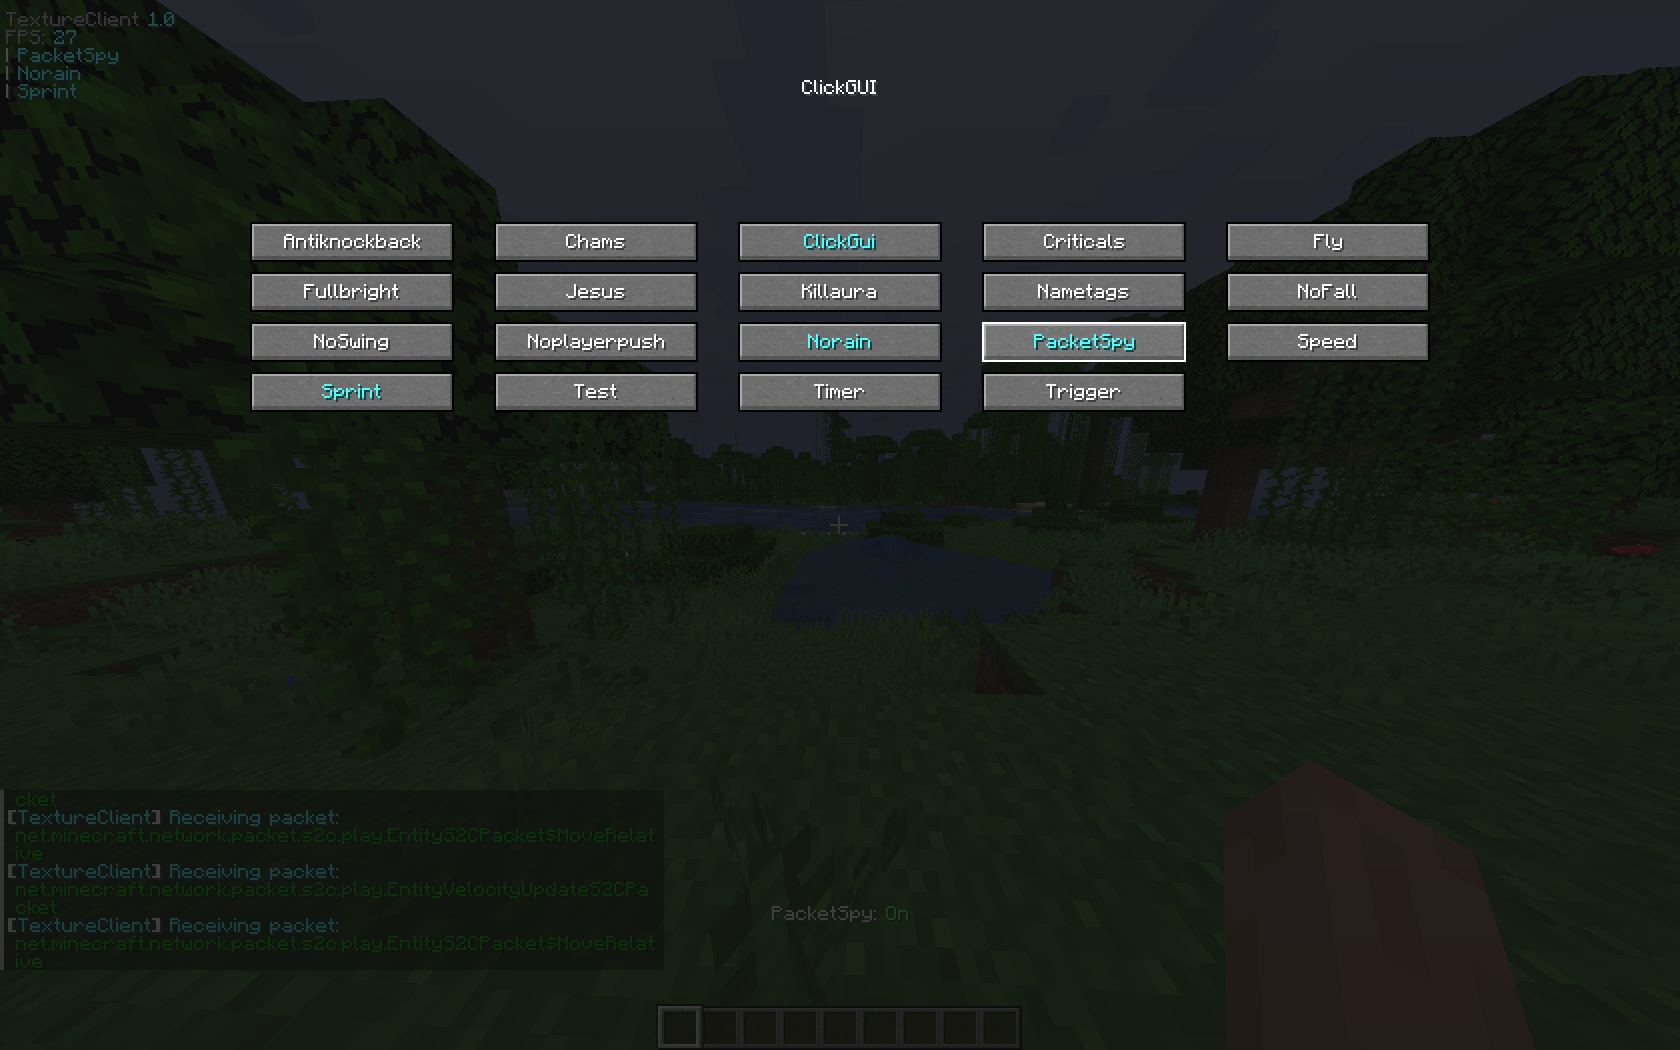 TextureClient 1.0
FPS: 27
| PacketSpy
| Norain
| Sprint
ClickGUI
Antiknockback Chams ClickGui Criticals Fly
Fullbright Jesus Killaura Nametags NoFall
NoSwing Noplayerpush Norain PacketSpy Speed
Sprint Test Timer Trigger
cket
[TextureClient] Receiving packet:
net.minecraft.network.packet.s2c.play.EntityS2CPacket$MoveRelat
ive
[TextureClient] Receiving packet:
net.minecraft.network.packet.s2c.play.EntityVelocityUpdateS2CPa
cket
[TextureClient] Receiving packet:
net.minecraft.network.packet.s2c.play.EntityS2CPacket$MoveRelat
ive
PacketSpy: On